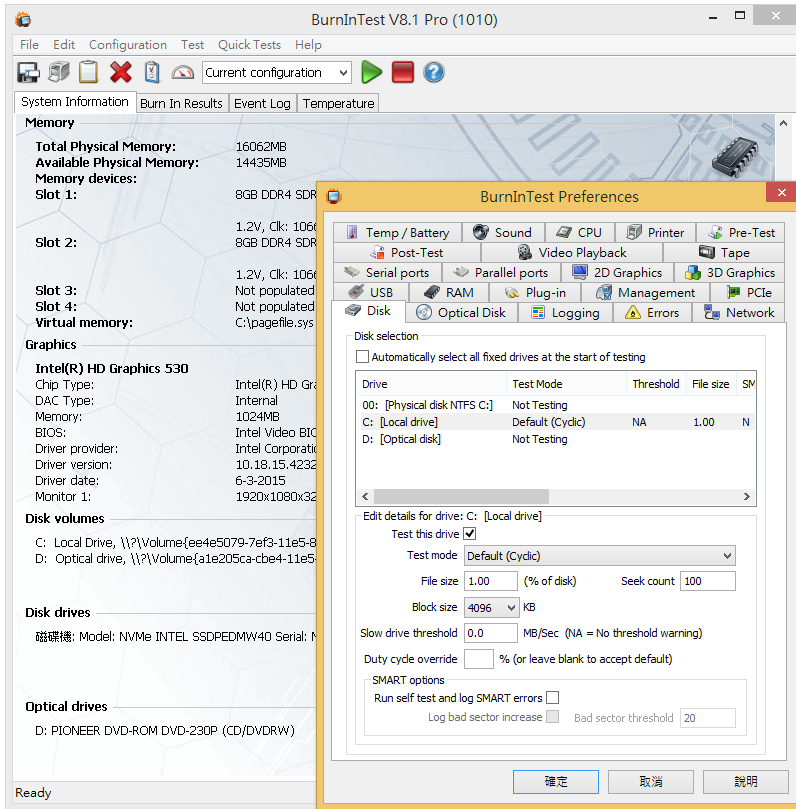 BurnInTest V8.1 Pro (1010)
File Edit Configuration Test Quick Tests Help
Current configuration
System Information Burn In Results Event Log Temperature
Memory
Total Physical Memory: 16062MB
Available Physical Memory: 14435MB
Memory devices:
Slot 1: 8GB DDR4 SDR
1.2V, Clk: 1066
Slot 2: 8GB DDR4 SDR
1.2V, Clk: 1066
Slot 3: Not populated
Slot 4: Not populated
Virtual memory: C:\pagefile.sys
Graphics
Intel(R) HD Graphics 530
Chip Type: Intel(R) HD Gra
DAC Type: Internal
Memory: 1024MB
BIOS: Intel Video BIO
Driver provider: Intel Corporatio
Driver version: 10.18.15.4232
Driver date: 6-3-2015
Monitor 1: 1920x1080x32
Disk volumes
C: Local Drive, \\?\Volume{ee4e5079-7ef3-11e5-8
D: Optical drive, \\?\Volume{a1e205ca-cbe4-11e5-
Disk drives
磁碟機: Model: NVMe INTEL SSDPEDMW40 Serial: N
Optical drives
D: PIONEER DVD-ROM DVD-230P (CD/DVDRW)
Ready
BurnInTest Preferences
Temp / Battery Sound CPU Printer Pre-Test
Post-Test Video Playback Tape
Serial ports Parallel ports 2D Graphics 3D Graphics
USB RAM Plug-in Management PCIe
Disk Optical Disk Logging Errors Network
Disk selection
Automatically select all fixed drives at the start of testing
Drive Test Mode Threshold File size SM
00: [Physical disk NTFS C:] Not Testing
C: [Local drive] Default (Cyclic) NA 1.00 N
D: [Optical disk] Not Testing
Edit details for drive: C: [Local drive]
Test this drive
Test mode Default (Cyclic)
File size 1.00 (% of disk) Seek count 100
Block size 4096 KB
Slow drive threshold 0.0 MB/Sec (NA = No threshold warning)
Duty cycle override % (or leave blank to accept default)
SMART options
Run self test and log SMART errors
Log bad sector increase Bad sector threshold 20
確定 取消 說明